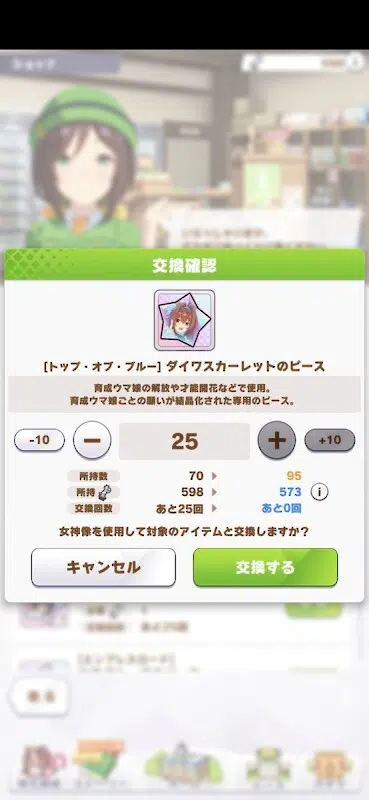 ショップ
交換確認
[トップ・オブ・ブルー] ダイワスカーレットのピース
育成ウマ娘の解放や才能開花などで使用。
育成ウマ娘ごとの願いが結晶化された専用のピース。
-10 − 25 + +10
所持数 70 95
所持 598 573 i
交換回数 あと25回 あと0回
女神像を使用して対象のアイテムと交換しますか？
キャンセル 交換する